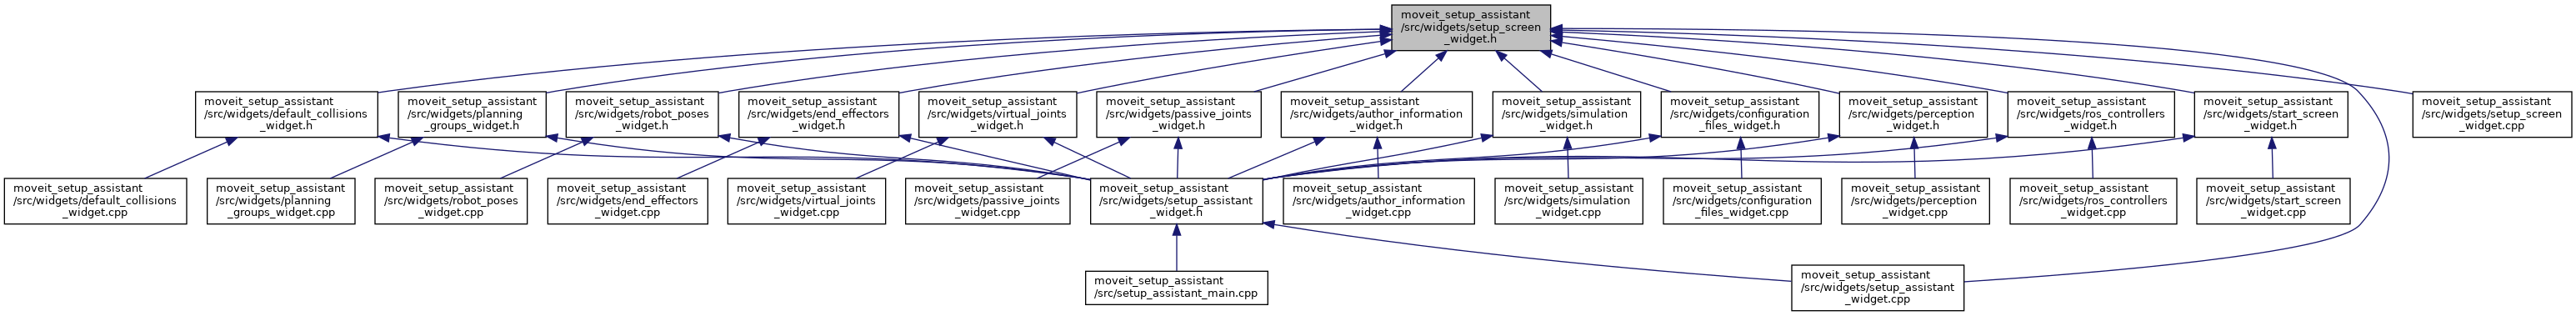 moveit_setup_assistant
/src/widgets/setup_screen
_widget.h
moveit_setup_assistant
/src/widgets/default_collisions
_widget.h
moveit_setup_assistant
/src/widgets/planning
_groups_widget.h
moveit_setup_assistant
/src/widgets/robot_poses
_widget.h
moveit_setup_assistant
/src/widgets/end_effectors
_widget.h
moveit_setup_assistant
/src/widgets/virtual_joints
_widget.h
moveit_setup_assistant
/src/widgets/passive_joints
_widget.h
moveit_setup_assistant
/src/widgets/author_information
_widget.h
moveit_setup_assistant
/src/widgets/simulation
_widget.h
moveit_setup_assistant
/src/widgets/configuration
_files_widget.h
moveit_setup_assistant
/src/widgets/perception
_widget.h
moveit_setup_assistant
/src/widgets/ros_controllers
_widget.h
moveit_setup_assistant
/src/widgets/start_screen
_widget.h
moveit_setup_assistant
/src/widgets/setup_screen
_widget.cpp
moveit_setup_assistant
/src/widgets/default_collisions
_widget.cpp
moveit_setup_assistant
/src/widgets/planning
_groups_widget.cpp
moveit_setup_assistant
/src/widgets/robot_poses
_widget.cpp
moveit_setup_assistant
/src/widgets/end_effectors
_widget.cpp
moveit_setup_assistant
/src/widgets/virtual_joints
_widget.cpp
moveit_setup_assistant
/src/widgets/passive_joints
_widget.cpp
moveit_setup_assistant
/src/widgets/setup_assistant
_widget.h
moveit_setup_assistant
/src/widgets/author_information
_widget.cpp
moveit_setup_assistant
/src/widgets/simulation
_widget.cpp
moveit_setup_assistant
/src/widgets/configuration
_files_widget.cpp
moveit_setup_assistant
/src/widgets/perception
_widget.cpp
moveit_setup_assistant
/src/widgets/ros_controllers
_widget.cpp
moveit_setup_assistant
/src/widgets/start_screen
_widget.cpp
moveit_setup_assistant
/src/setup_assistant_main.cpp
moveit_setup_assistant
/src/widgets/setup_assistant
_widget.cpp